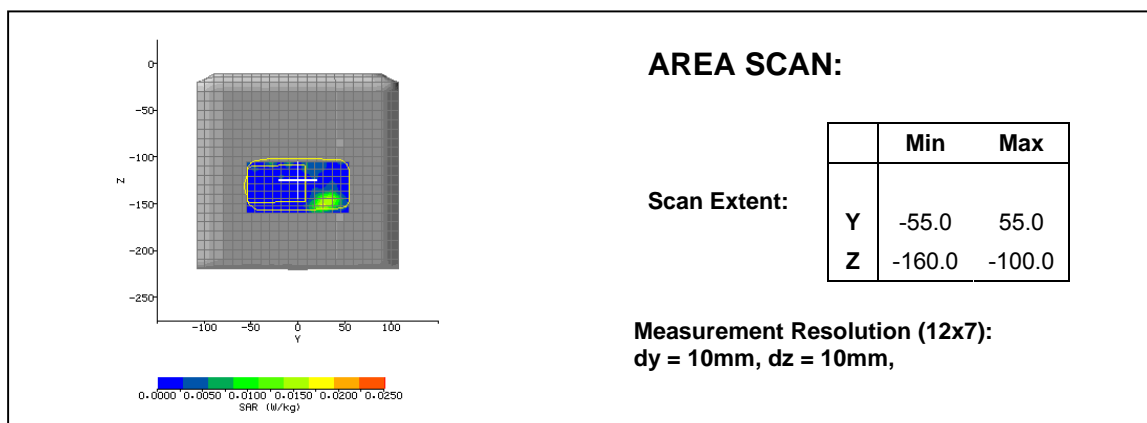 AREA SCAN:
Min Max
Scan Extent:
Y -55.0 55.0
Z -160.0 -100.0
Measurement Resolution (12x7):
dy = 10mm, dz = 10mm,
0
-50
-100
-150
-200
-250
Z
-100 -50 0 50 100
Y
0.0000 0.0050 0.0100 0.0150 0.0200 0.0250
SAR (W/kg)